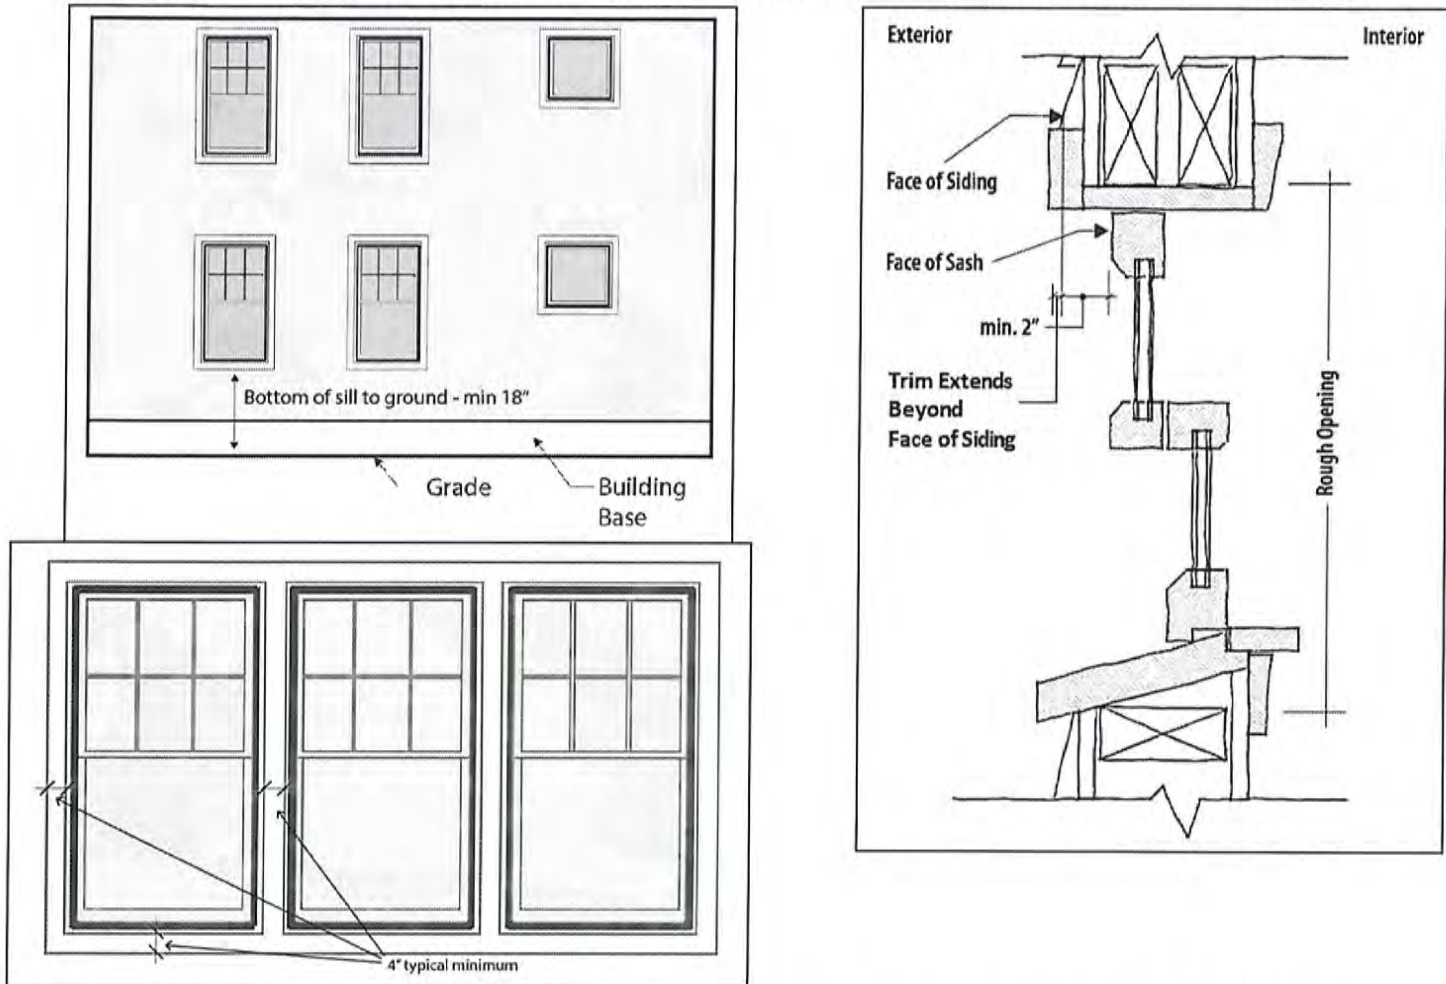 Bottom of sill to ground - min 18"
Grade
Building
Base
4" typical minimum
Exterior
Interior
Face of Siding
Face of Sash
min. 2"
Trim Extends
Beyond
Face of Siding
Rough Opening